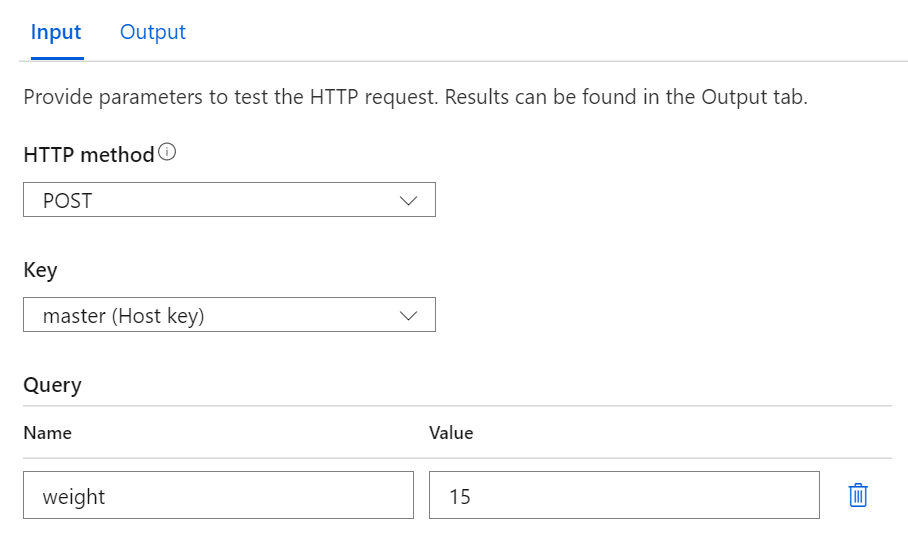 Input Output
Provide parameters to test the HTTP request. Results can be found in the Output tab.
HTTP method
POST
Key
master (Host key)
Query
Name Value
weight 15